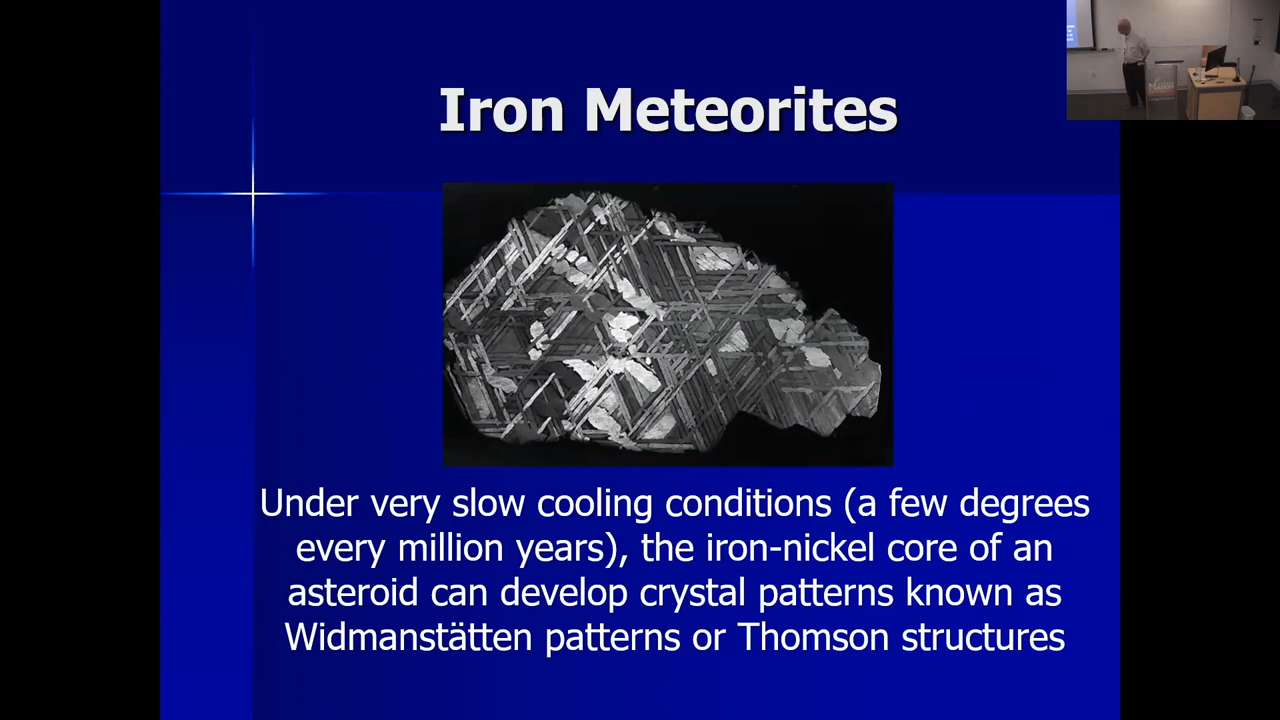 Iron Meteorites
Under very slow cooling conditions (a few degrees
every million years), the iron-nickel core of an
asteroid can develop crystal patterns known as
Widmanstätten patterns or Thomson structures